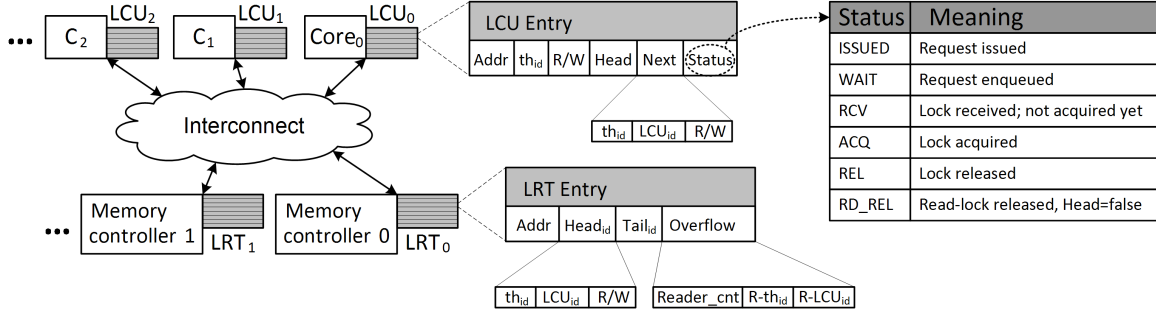 LCU2 LCU1 LCU0
... C2 C1 Core0
Interconnect
... Memory controller 1 LRT1
Memory controller 0 LRT0
LCU Entry
Addr thid R/W Head Next Status
thid LCUid R/W
LRT Entry
Addr Headid Tailid Overflow
thid LCUid R/W
Reader_cnt R-thid R-LCUid
Status Meaning
ISSUED Request issued
WAIT Request enqueued
RCV Lock received; not acquired yet
ACQ Lock acquired
REL Lock released
RD_REL Read-lock released, Head=false